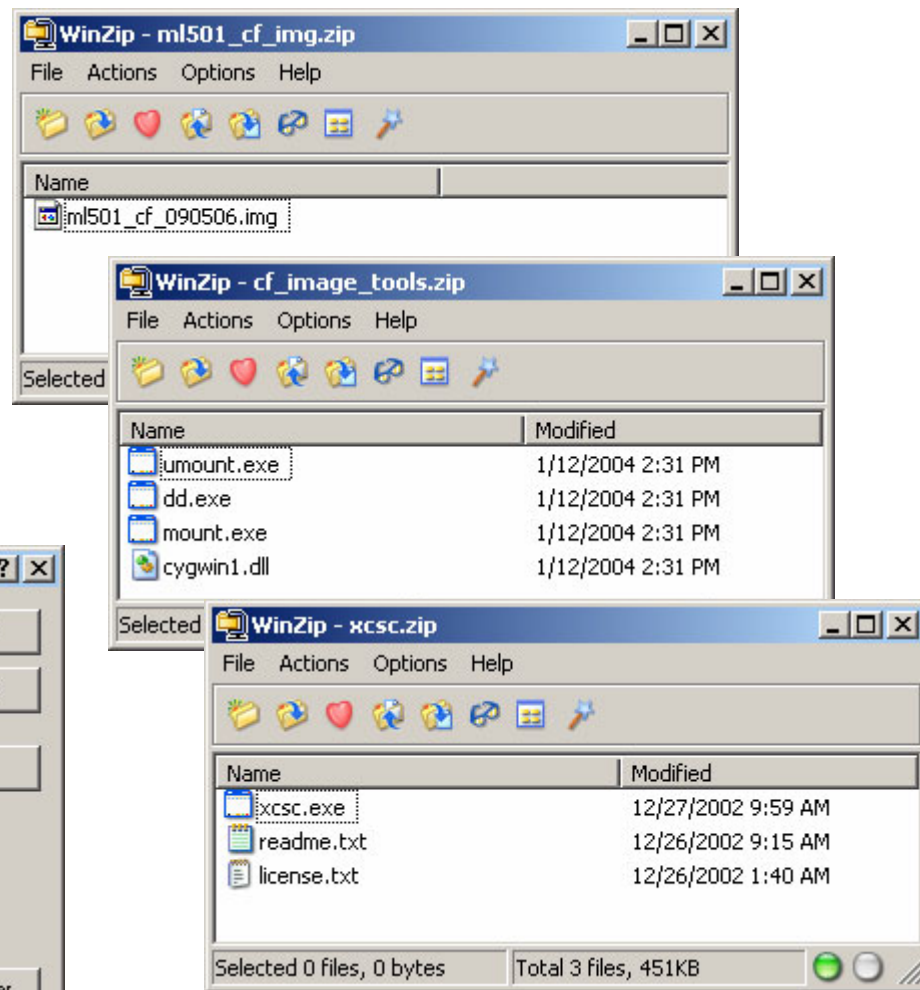 WinZip - ml501_cf_img.zip
File Actions Options Help
Name
ml501_cf_090506.img
Selected
WinZip - cf_image_tools.zip
File Actions Options Help
Name Modified
umount.exe 1/12/2004 2:31 PM
dd.exe 1/12/2004 2:31 PM
mount.exe 1/12/2004 2:31 PM
cygwin1.dll 1/12/2004 2:31 PM
Selected
WinZip - xcsc.zip
File Actions Options Help
Name Modified
xcsc.exe 12/27/2002 9:59 AM
readme.txt 12/26/2002 9:15 AM
license.txt 12/26/2002 1:40 AM
Selected 0 files, 0 bytes Total 3 files, 451KB